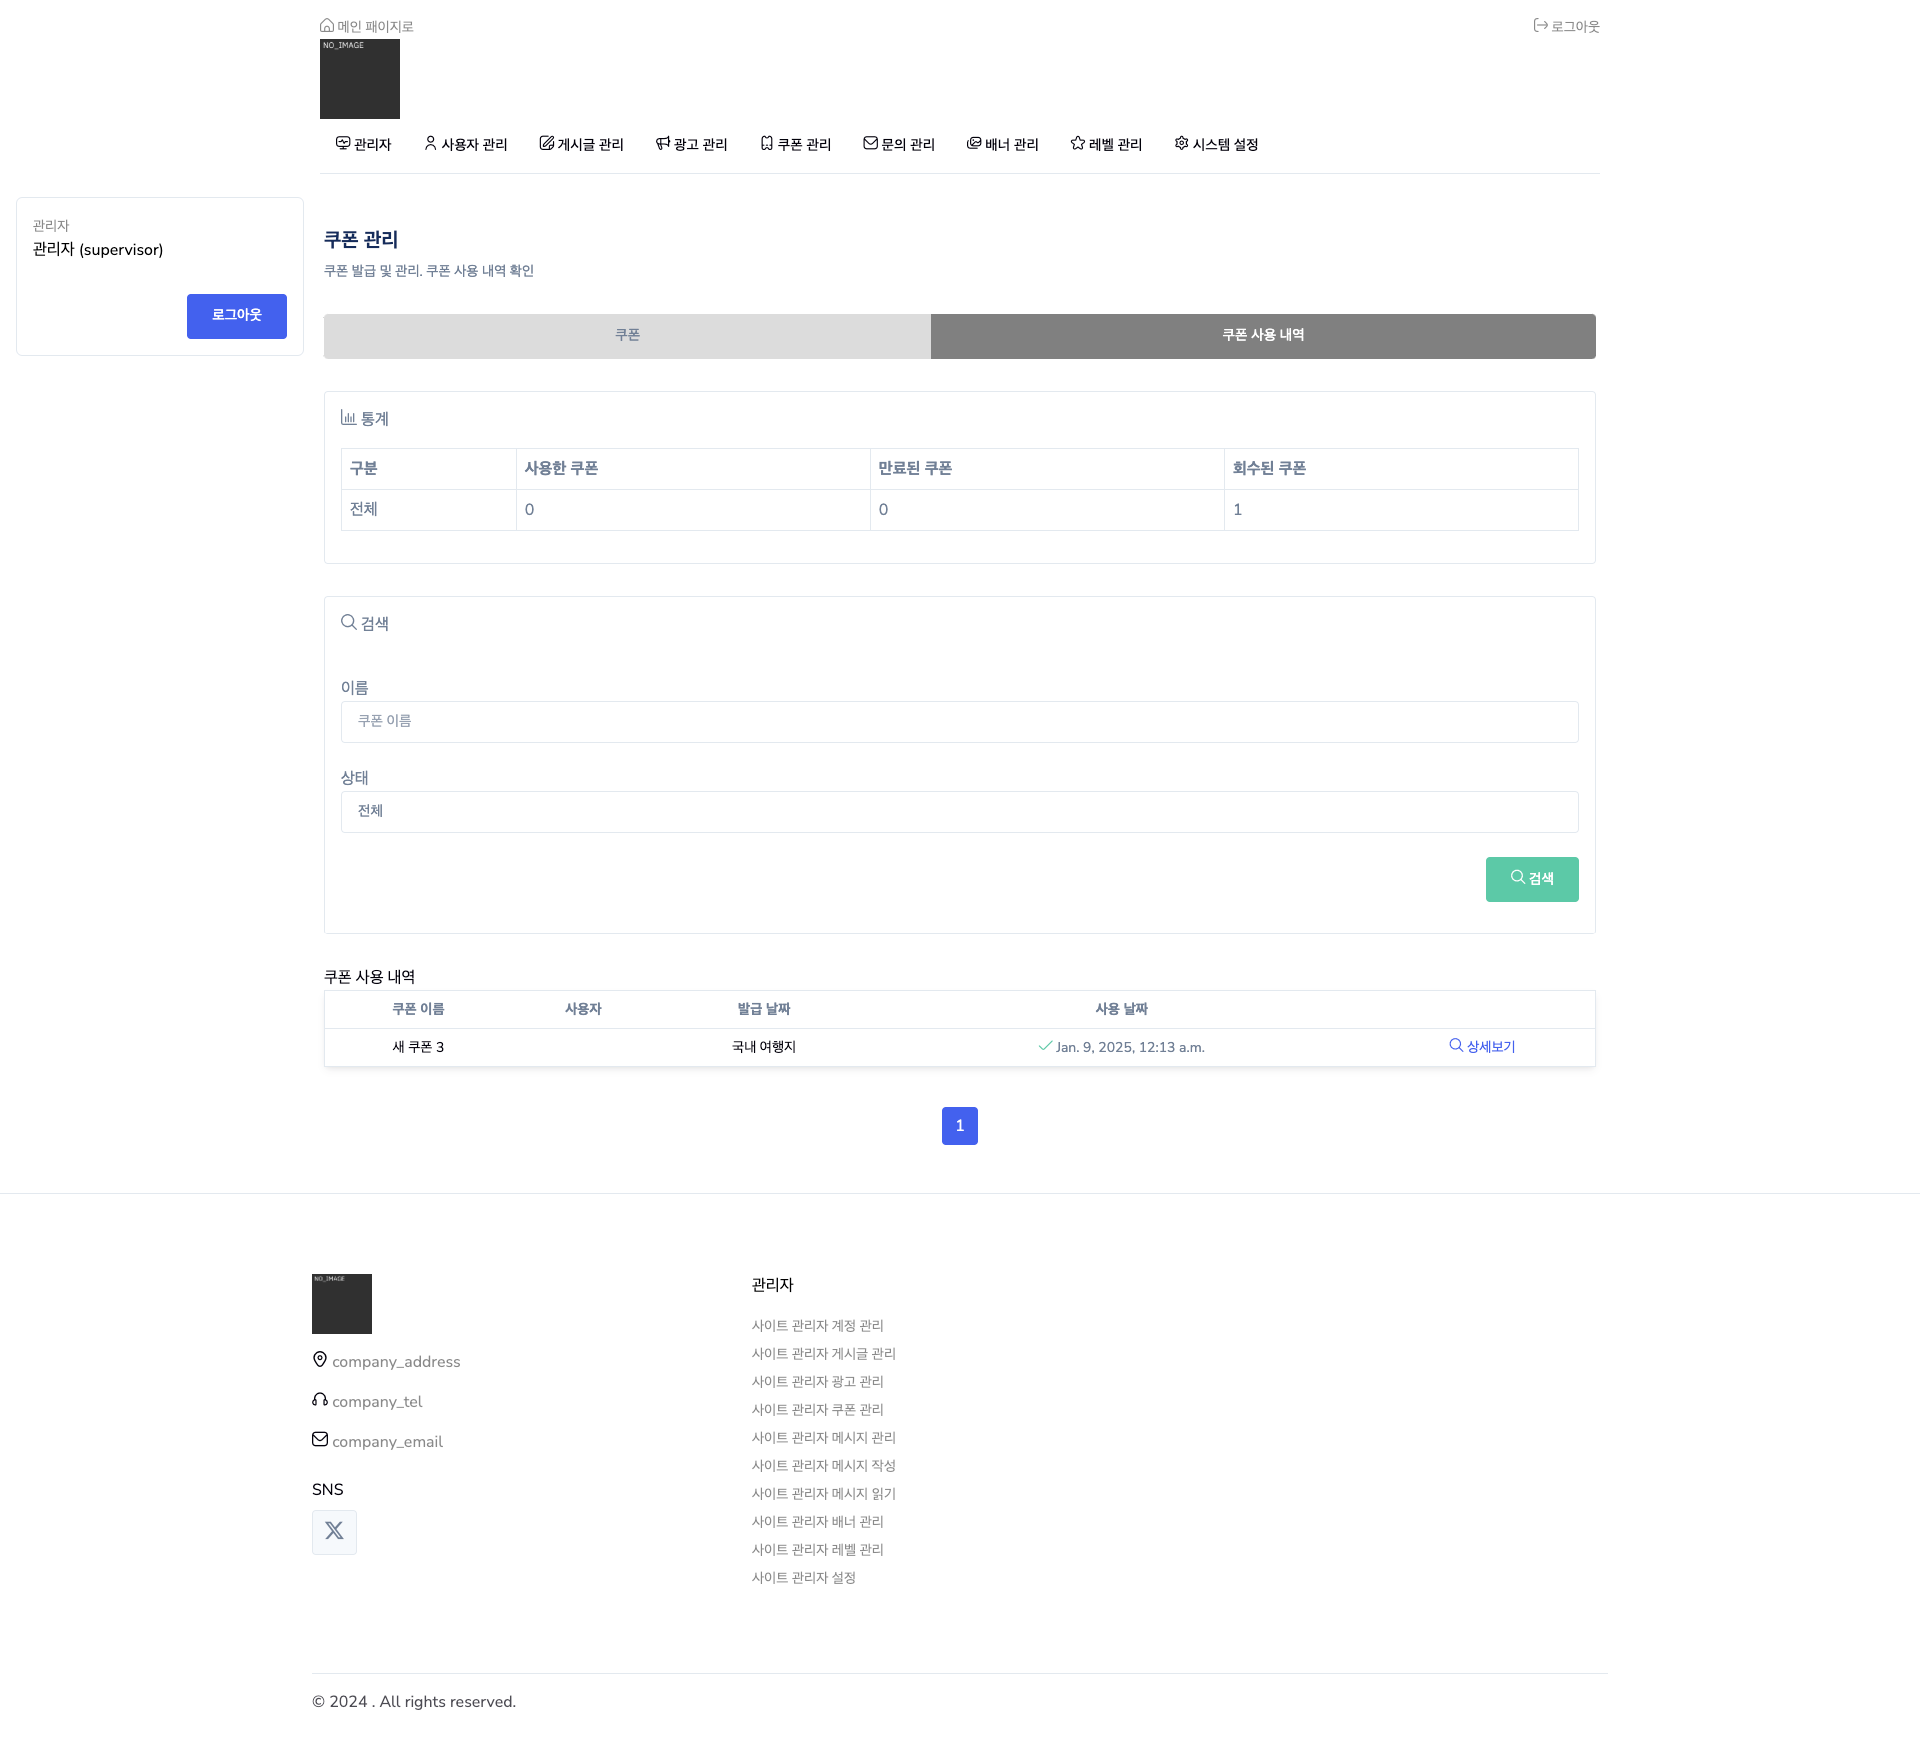 메인 패이지로
로그아웃
NO_IMAGE
관리자 사용자 관리 게시글 관리 광고 관리 쿠폰 관리 문의 관리 배너 관리 레벨 관리 시스템 설정
관리자
관리자 (supervisor)
로그아웃
쿠폰 관리
쿠폰 발급 및 관리. 쿠폰 사용 내역 확인
쿠폰 쿠폰 사용 내역
통계
구분 사용한 쿠폰 만료된 쿠폰 회수된 쿠폰
전체 0 0 1
검색
이름
쿠폰 이름
상태
전체
검색
쿠폰 사용 내역
쿠폰 이름 사용자 발급 날짜 사용 날짜
새 쿠폰 3 국내 여행지 Jan. 9, 2025, 12:13 a.m. 상세보기
1
NO_IMAGE
company_address
company_tel
company_email
SNS
관리자
사이트 관리자 계정 관리
사이트 관리자 게시글 관리
사이트 관리자 광고 관리
사이트 관리자 쿠폰 관리
사이트 관리자 메시지 관리
사이트 관리자 메시지 작성
사이트 관리자 메시지 읽기
사이트 관리자 배너 관리
사이트 관리자 레벨 관리
사이트 관리자 설정
© 2024 . All rights reserved.